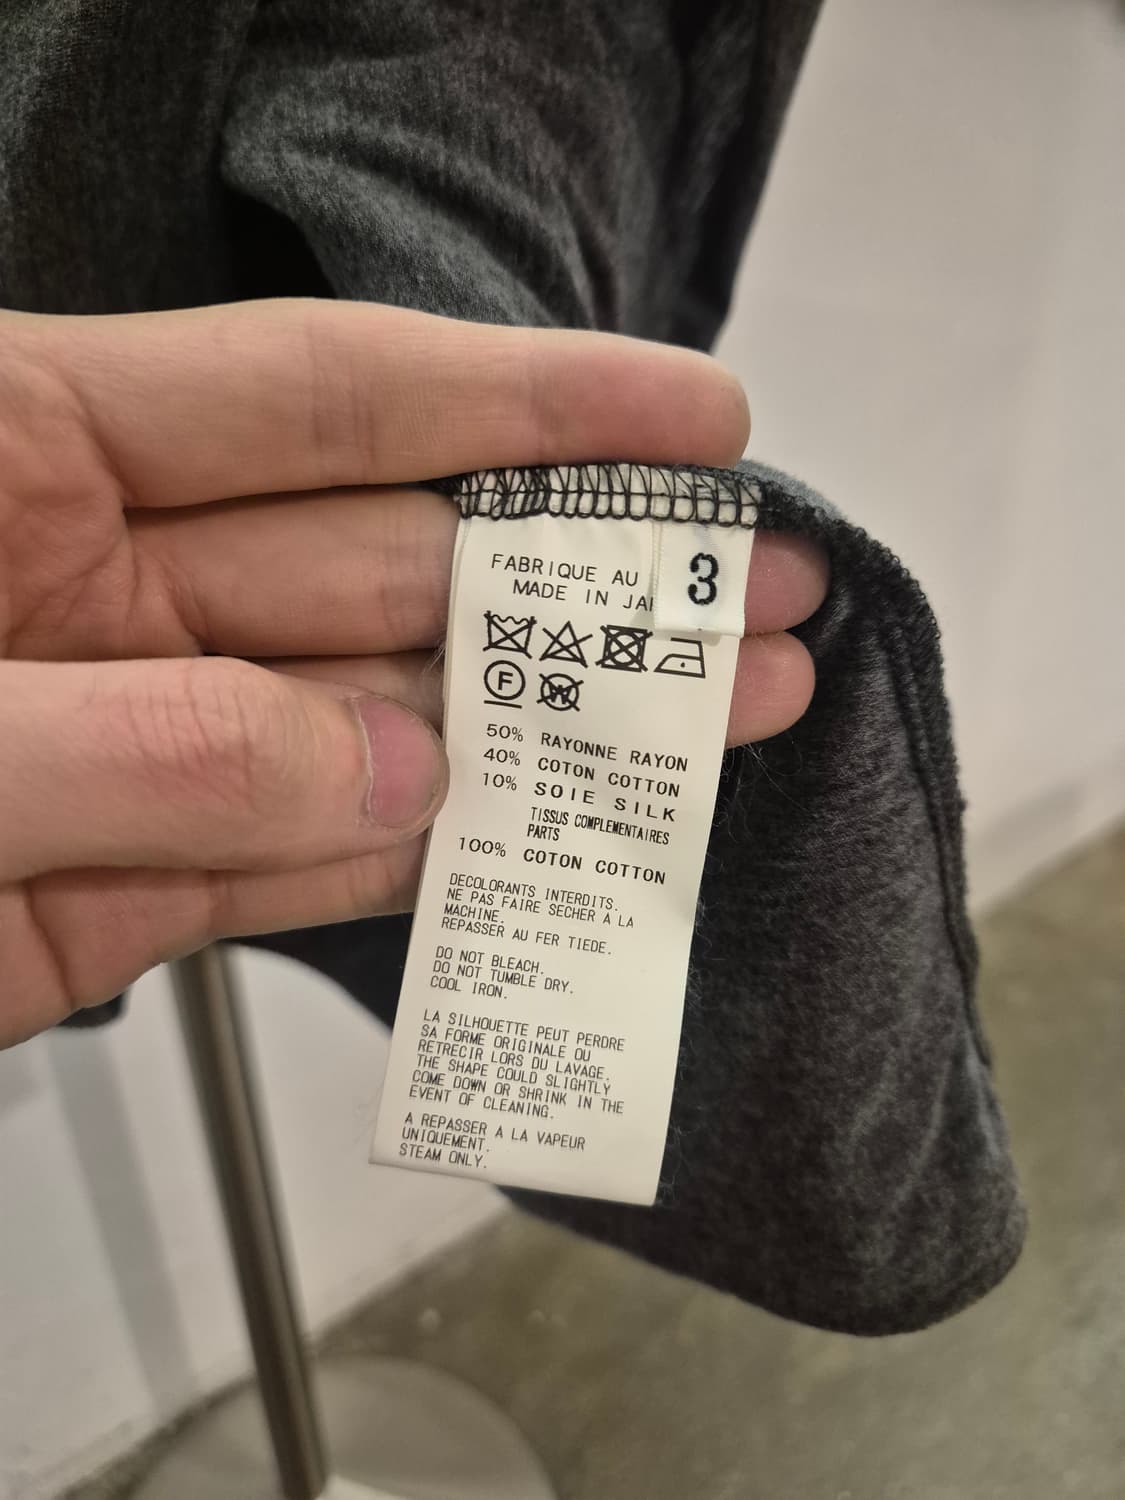 FABRIQUE AU
MADE IN JA
3
F
W
50% RAYONNE RAYON
40% COTON COTTON
10% SOIE SILK
TISSUS COMPLEMENTAIRES
PARTS
100% COTON COTTON
DECOLORANTS INTERDITS.
NE PAS FAIRE SECHER A LA
MACHINE.
REPASSER AU FER TIEDE.
DO NOT BLEACH.
DO NOT TUMBLE DRY.
COOL IRON.
LA SILHOUETTE PEUT PERDRE
SA FORME ORIGINALE OU
RETRECIR LORS DU LAVAGE.
THE SHAPE COULD SLIGHTLY
COME DOWN OR SHRINK IN THE
EVENT OF CLEANING.
A REPASSER A LA VAPEUR
UNIQUEMENT.
STEAM ONLY.